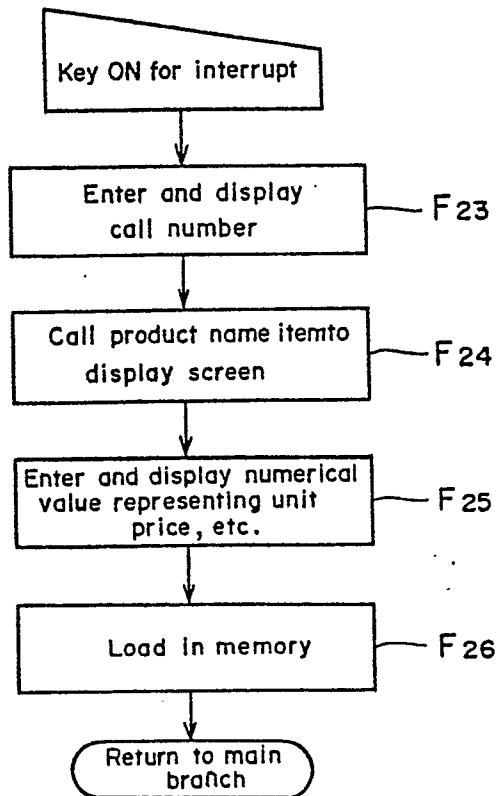 Key ON for interrupt
Enter and display
call number
F23
Call product name itemto
display screen
F24
Enter and display numerical
value representing unit
price, etc.
F25
Load in memory
F26
Return to main
branch